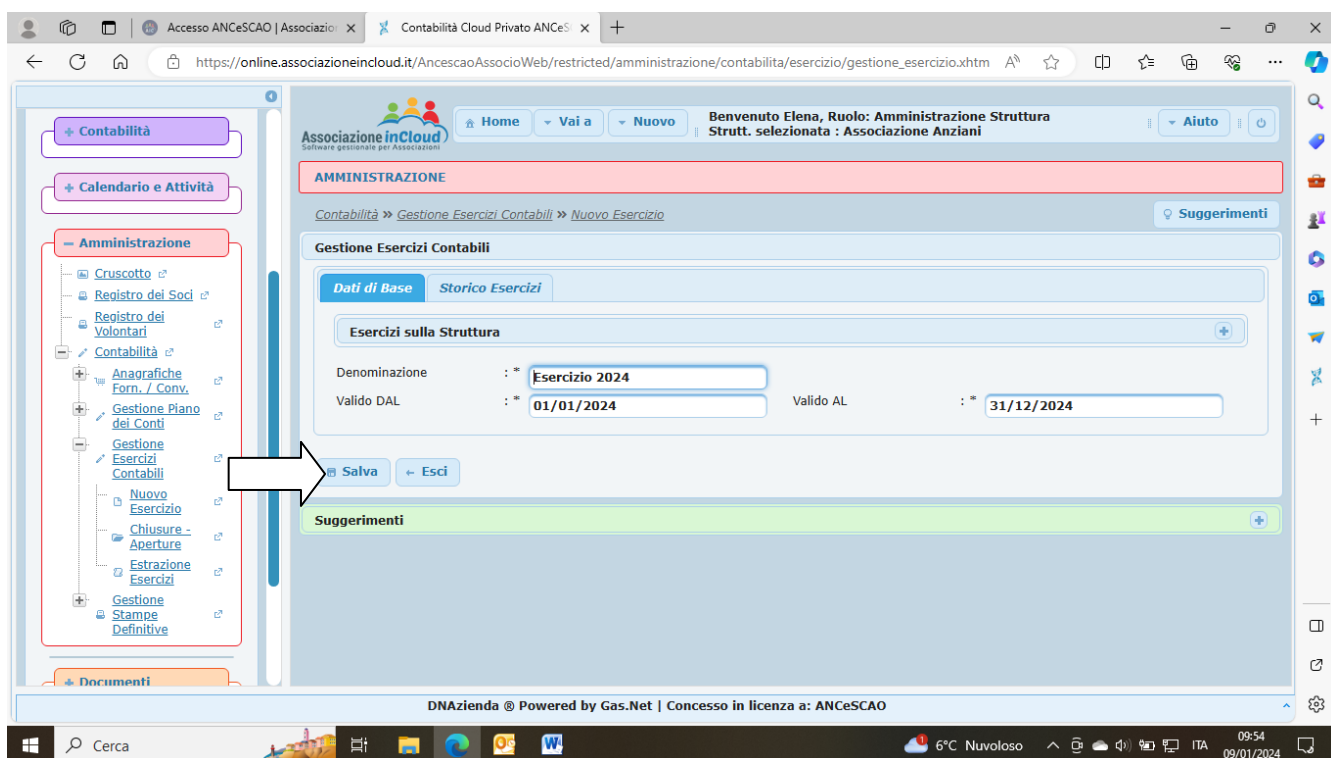 Accesso ANCeSCAO | Associazion
Contabilità Cloud Privato ANCeS
https://online.associazioneincloud.it/AncescaoAssocioWeb/restricted/amministrazione/contabilita/esercizio/gestione_esercizio.xhtm
+ Contabilità
+ Calendario e Attività
− Amministrazione
Cruscotto
Registro dei Soci
Registro dei
Volontari
Contabilità
Anagrafiche
Forn. / Conv.
Gestione Piano
dei Conti
Gestione
Esercizi
Contabili
Nuovo
Esercizio
Chiusure -
Aperture
Estrazione
Esercizi
Gestione
Stampe
Definitive
+ Documenti
Associazione inCloud
Software gestionale per Associazioni
Home
Vai a
Nuovo
Benvenuto Elena, Ruolo: Amministrazione Struttura
Strutt. selezionata : Associazione Anziani
Aiuto
AMMINISTRAZIONE
Contabilità » Gestione Esercizi Contabili » Nuovo Esercizio
Suggerimenti
Gestione Esercizi Contabili
Dati di Base Storico Esercizi
Esercizi sulla Struttura
Denominazione : * Esercizio 2024
Valido DAL : * 01/01/2024 Valido AL : * 31/12/2024
Salva ← Esci
Suggerimenti
DNAzienda ® Powered by Gas.Net | Concesso in licenza a: ANCeSCAO
Cerca
6°C Nuvoloso
ITA
09:54
09/01/2024